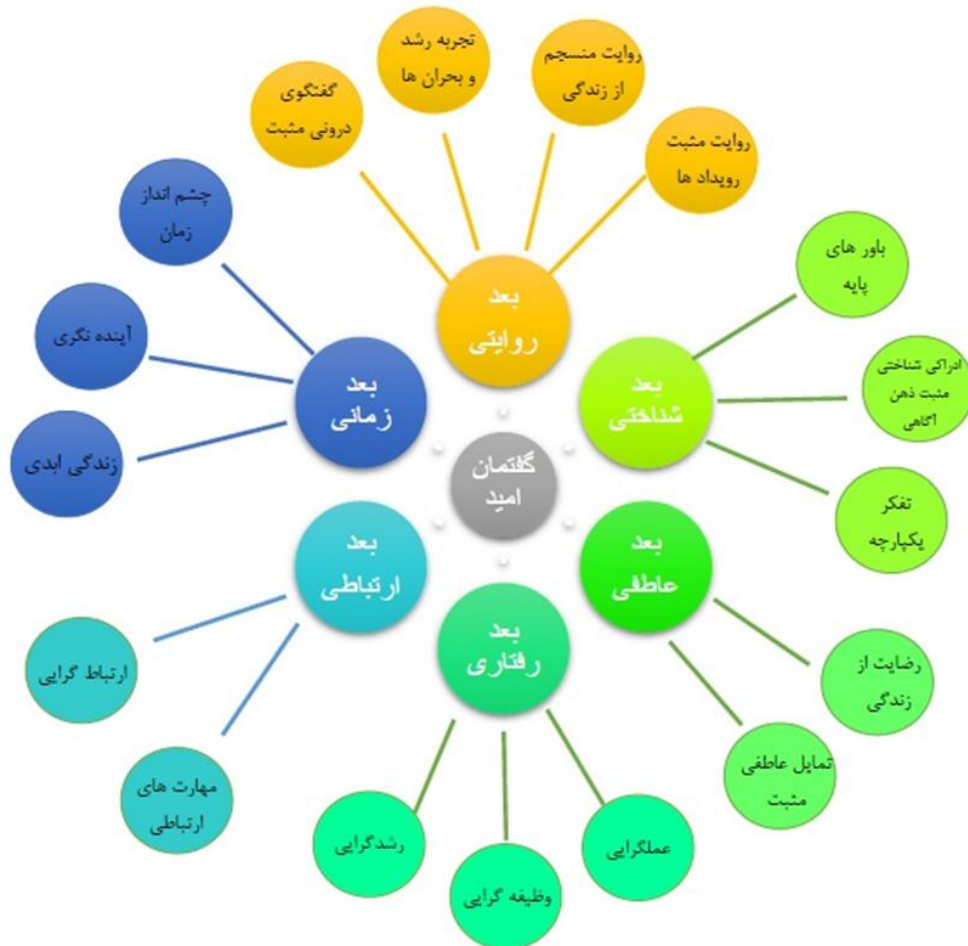 تجربه رشد
و بحران ها
روایت منسجم
از زندگی
گفتگوی
درونی مثبت
روایت مثبت
رویداد ها
چشم انداز
زمان
باور های
پایه
بعد
روایتی
آینده نگری
بعد
زمانی
بعد
شناختی
ادراکی شناختی
مثبت ذهن
آگاهی
زندگی ابدی
گفتمان
امید
تفکر
یکپارچه
بعد
ارتباطی
بعد
عاطفی
بعد
رفتاری
ارتباط گرایی
رضایت از
زندگی
مهارت های
ارتباطی
تمایل عاطفی
مثبت
رشدگرایی
وظیفه گرایی
عملگرایی